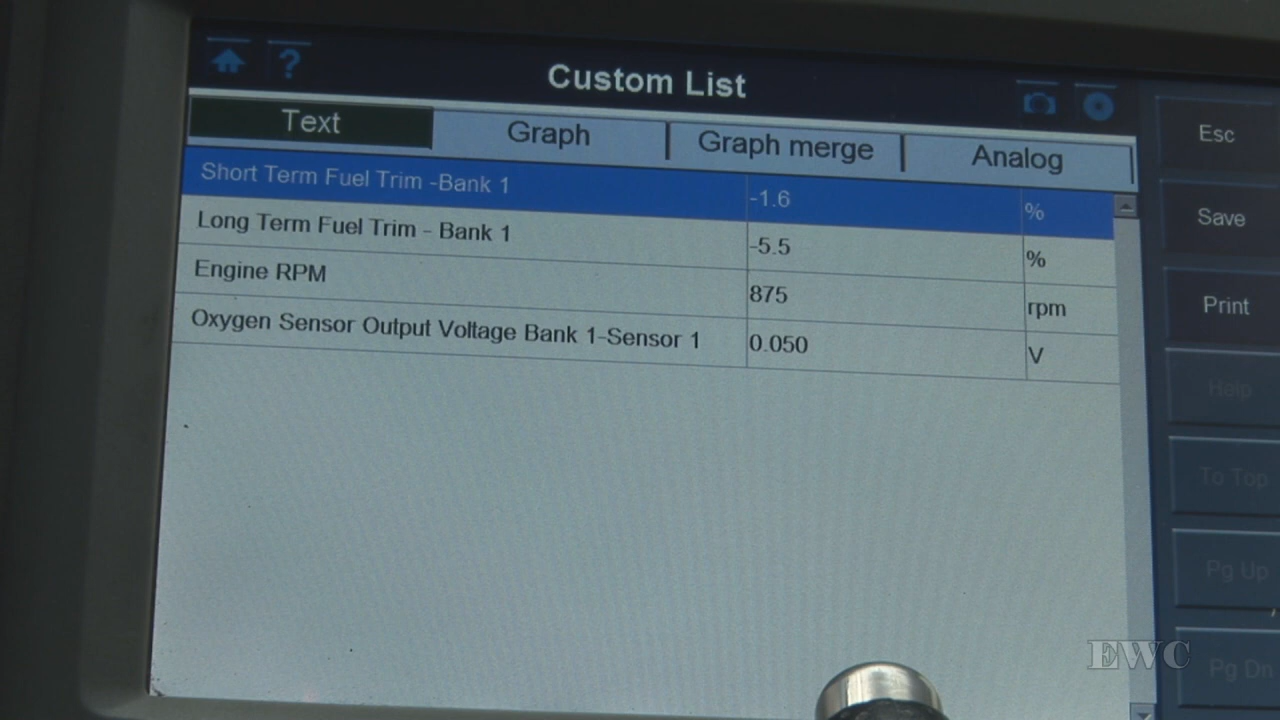 ?
Custom List
Text Graph Graph merge Analog
Short Term Fuel Trim -Bank 1 -1.6 %
Long Term Fuel Trim - Bank 1 -5.5 %
Engine RPM 875 rpm
Oxygen Sensor Output Voltage Bank 1-Sensor 1 0.050 V
Esc
Save
Print
Help
To Top
Pg Up
Pg Dn
EWC